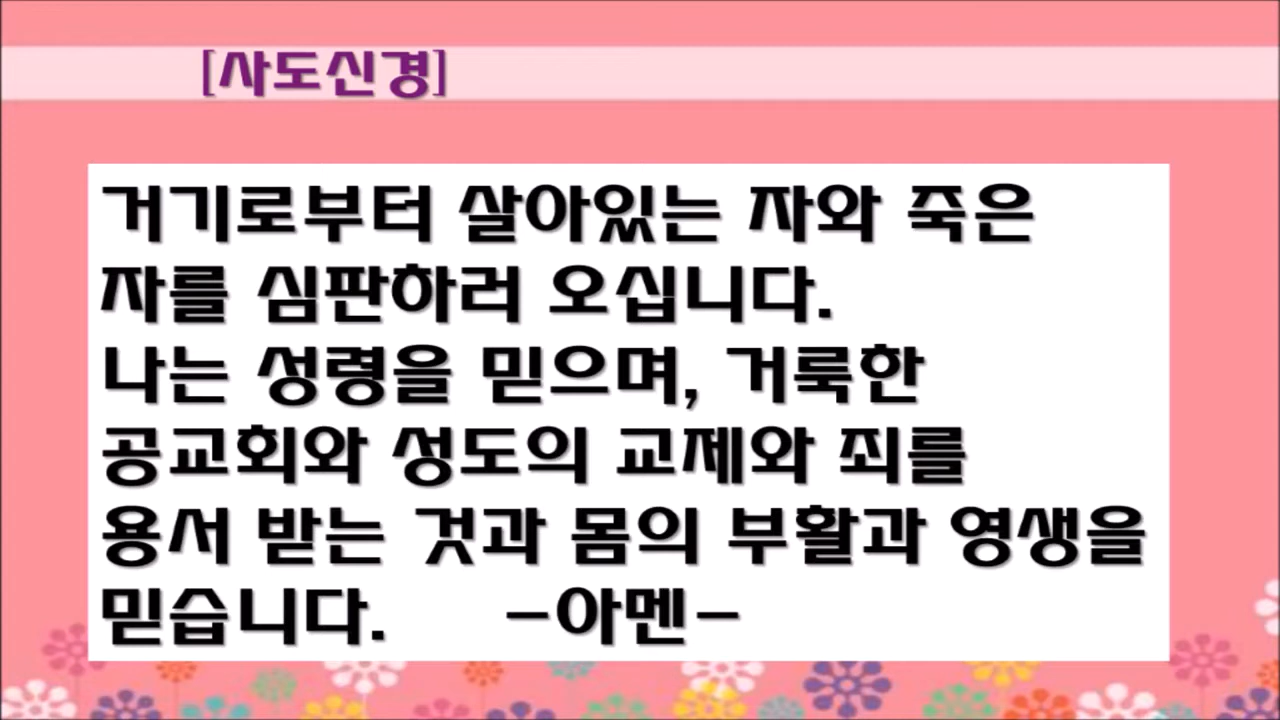 [사도신경]
거기로부터 살아있는 자와 죽은
자를 심판하러 오십니다.
나는 성령을 믿으며, 거룩한
공교회와 성도의 교제와 죄를
용서 받는 것과 몸의 부활과 영생을
믿습니다. -아멘-